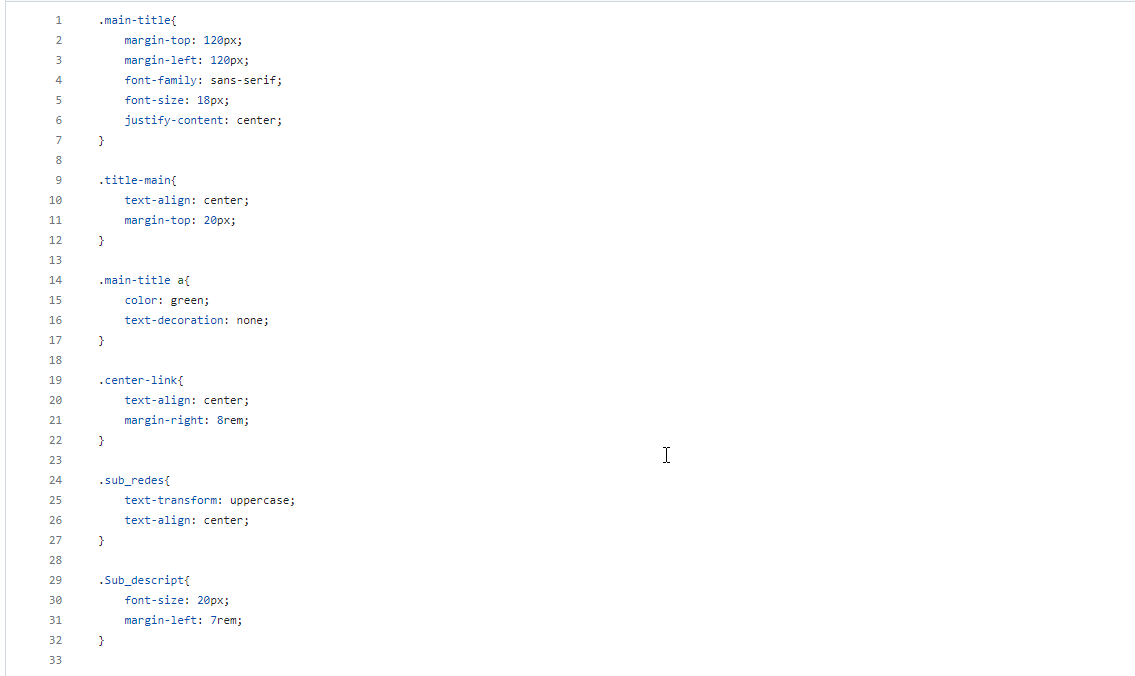 1 .main-title{
2 margin-top: 120px;
3 margin-left: 120px;
4 font-family: sans-serif;
5 font-size: 18px;
6 justify-content: center;
7 }
8
9 .title-main{
10 text-align: center;
11 margin-top: 20px;
12 }
13
14 .main-title a{
15 color: green;
16 text-decoration: none;
17 }
18
19 .center-link{
20 text-align: center;
21 margin-right: 8rem;
22 }
23
24 .sub_redes{
25 text-transform: uppercase;
26 text-align: center;
27 }
28
29 .Sub_descript{
30 font-size: 20px;
31 margin-left: 7rem;
32 }
33